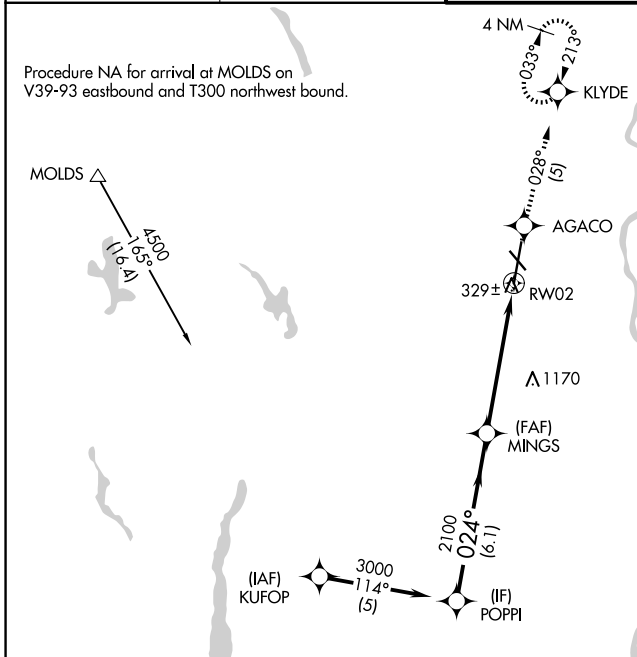 4 NM
033°
213°
KLYDE
Procedure NA for arrival at MOLDS on
V39-93 eastbound and T300 northwest bound.
028°
(5)
MOLDS
4500
165°
(16.4)
AGACO
329±
RW02
1170
(FAF)
MINGS
2100
024°
(6.1)
(IAF)
KUFOP
3000
114°
(5)
(IF)
POPPI